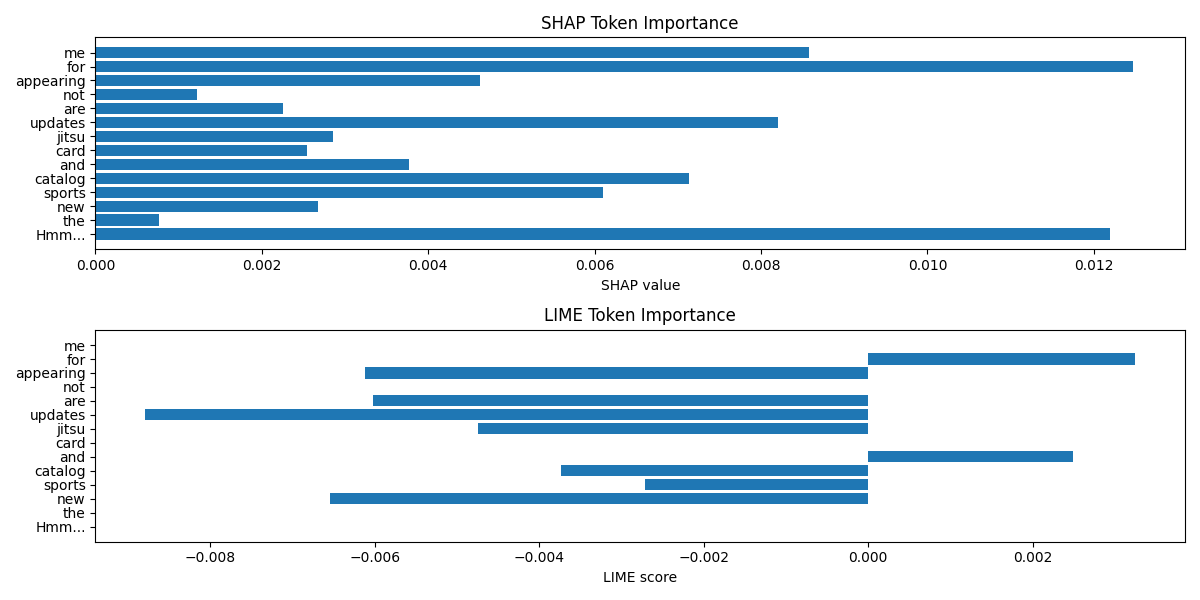 SHAP Token Importance
me
for
appearing
not
are
updates
jitsu
card
and
catalog
sports
new
the
Hmm...
0.000 0.002 0.004 0.006 0.008 0.010 0.012
SHAP value
LIME Token Importance
me
for
appearing
not
are
updates
jitsu
card
and
catalog
sports
new
the
Hmm...
−0.008 −0.006 −0.004 −0.002 0.000 0.002
LIME score